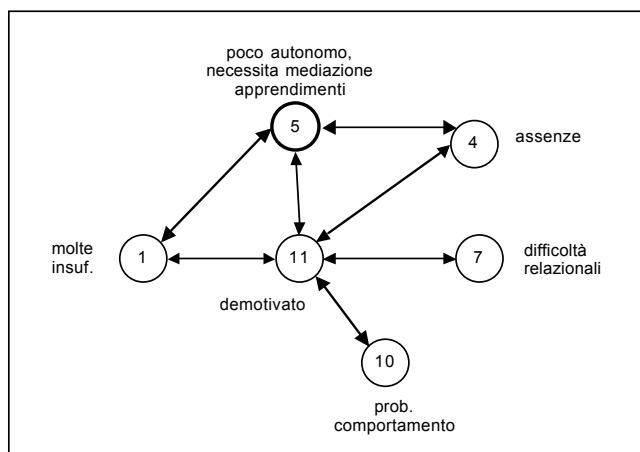 poco autonomo,
necessita mediazione
apprendimenti
5
4
assenze
molte
insuf.
1
11
7
difficoltà
relazionali
demotivato
10
prob.
comportamento